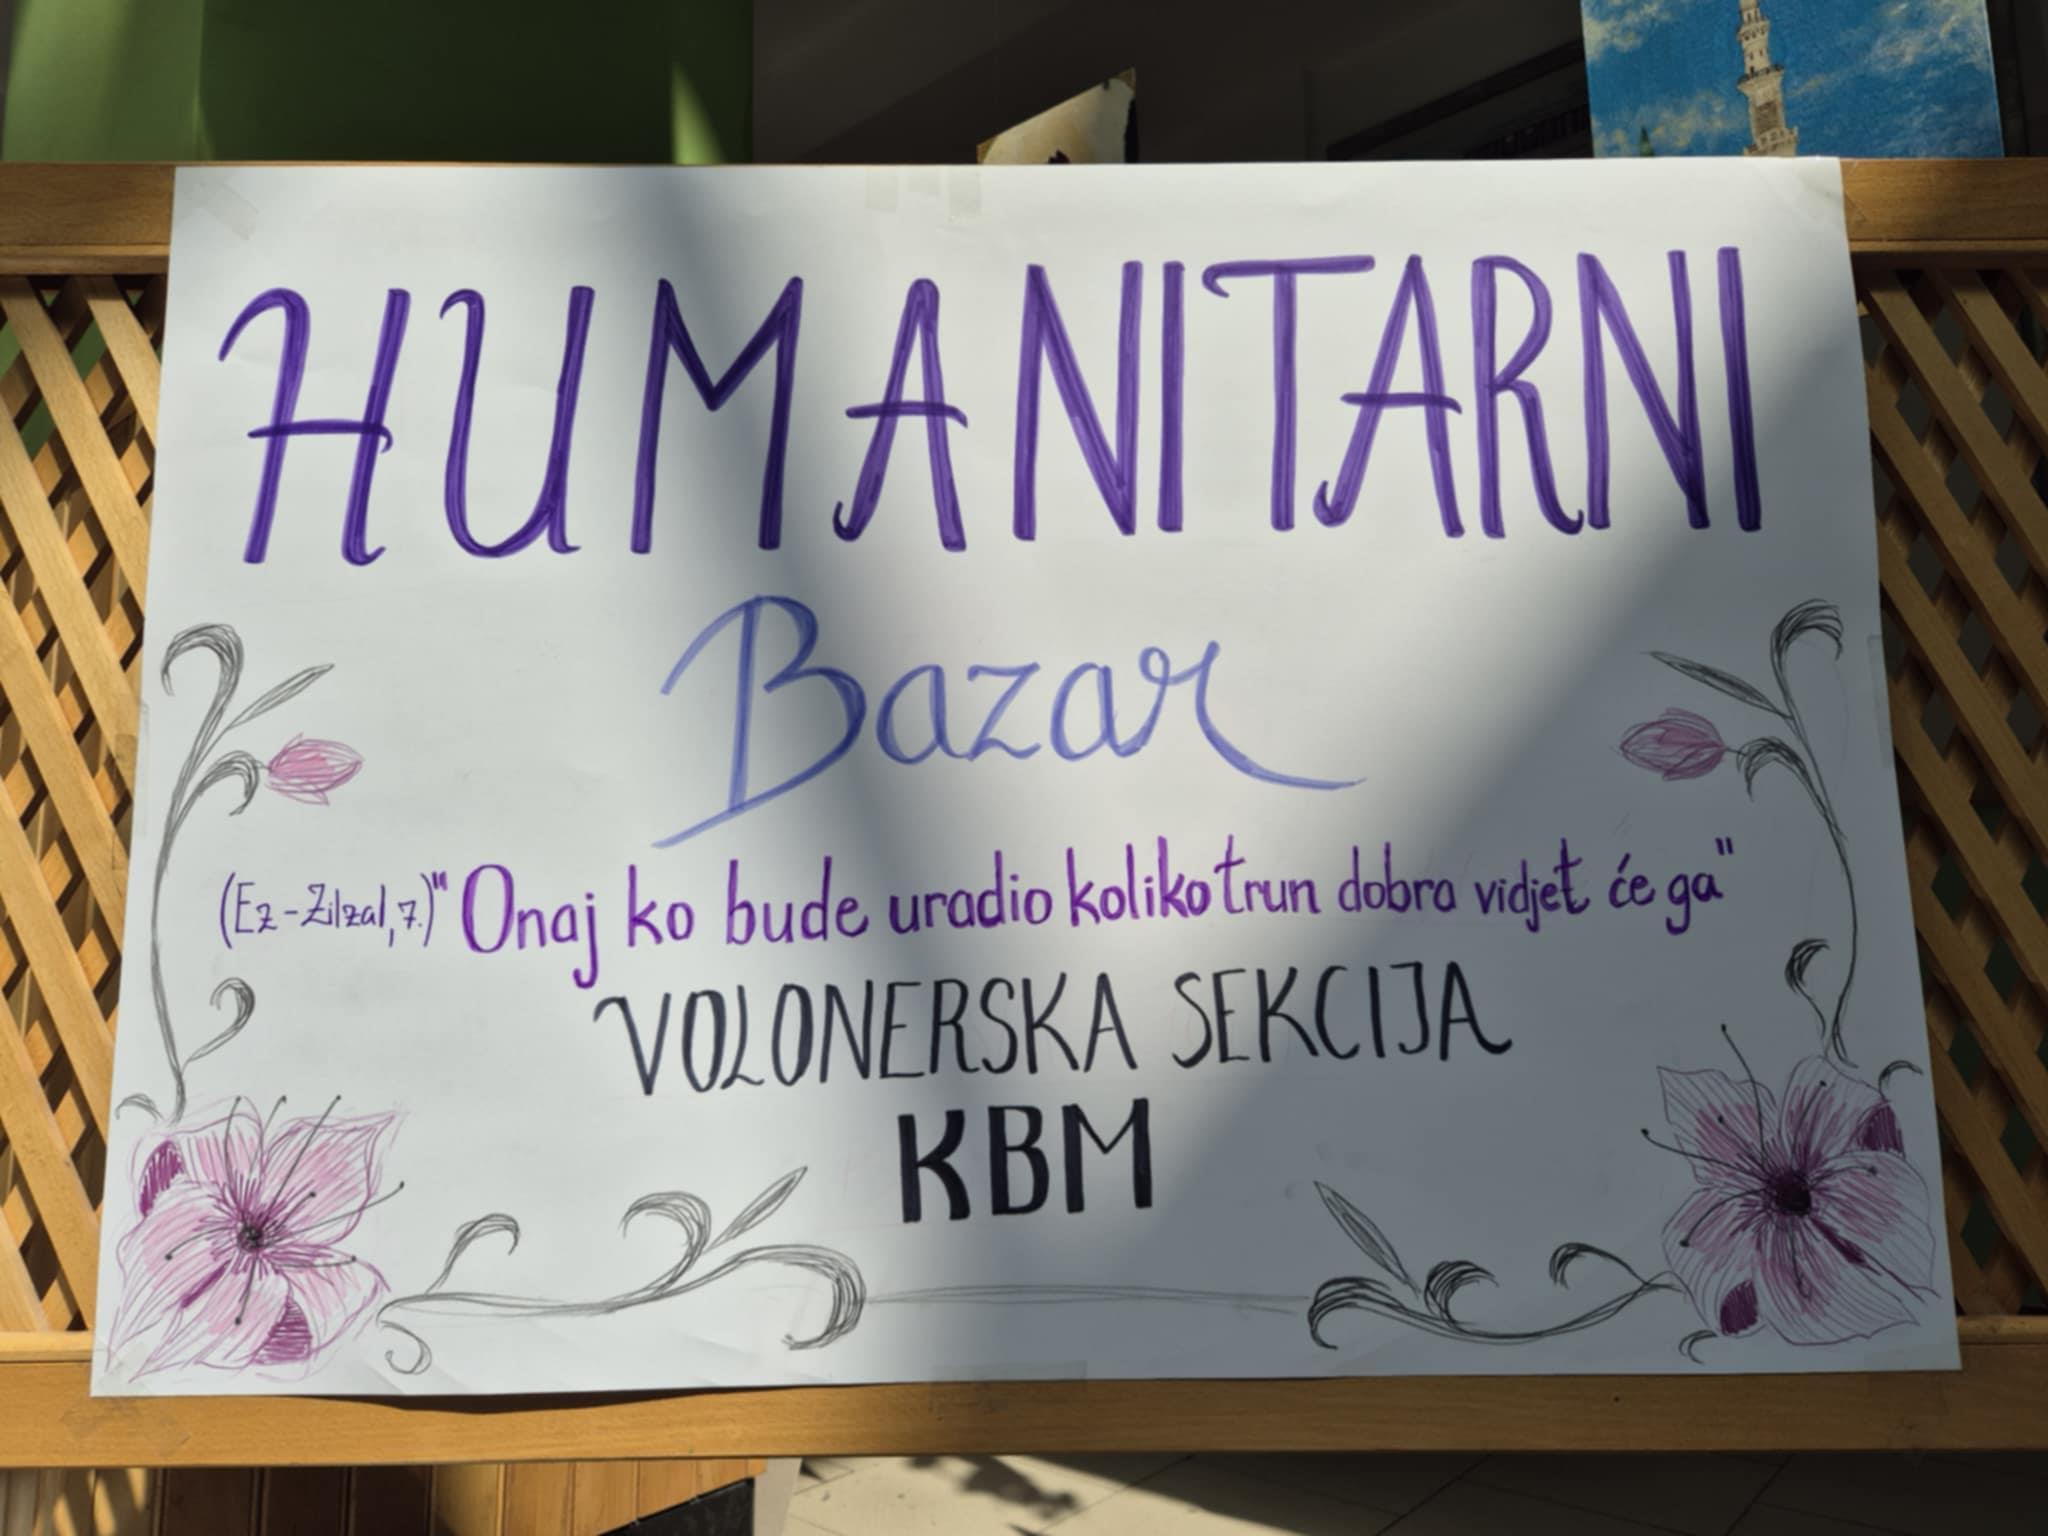 HUMANITARNI
Bazar
(Ez-Zilzal, 7.) "Onaj ko bude uradio koliko trun dobra vidjet će ga"
VOLONERSKA SEKCIJA
KBM